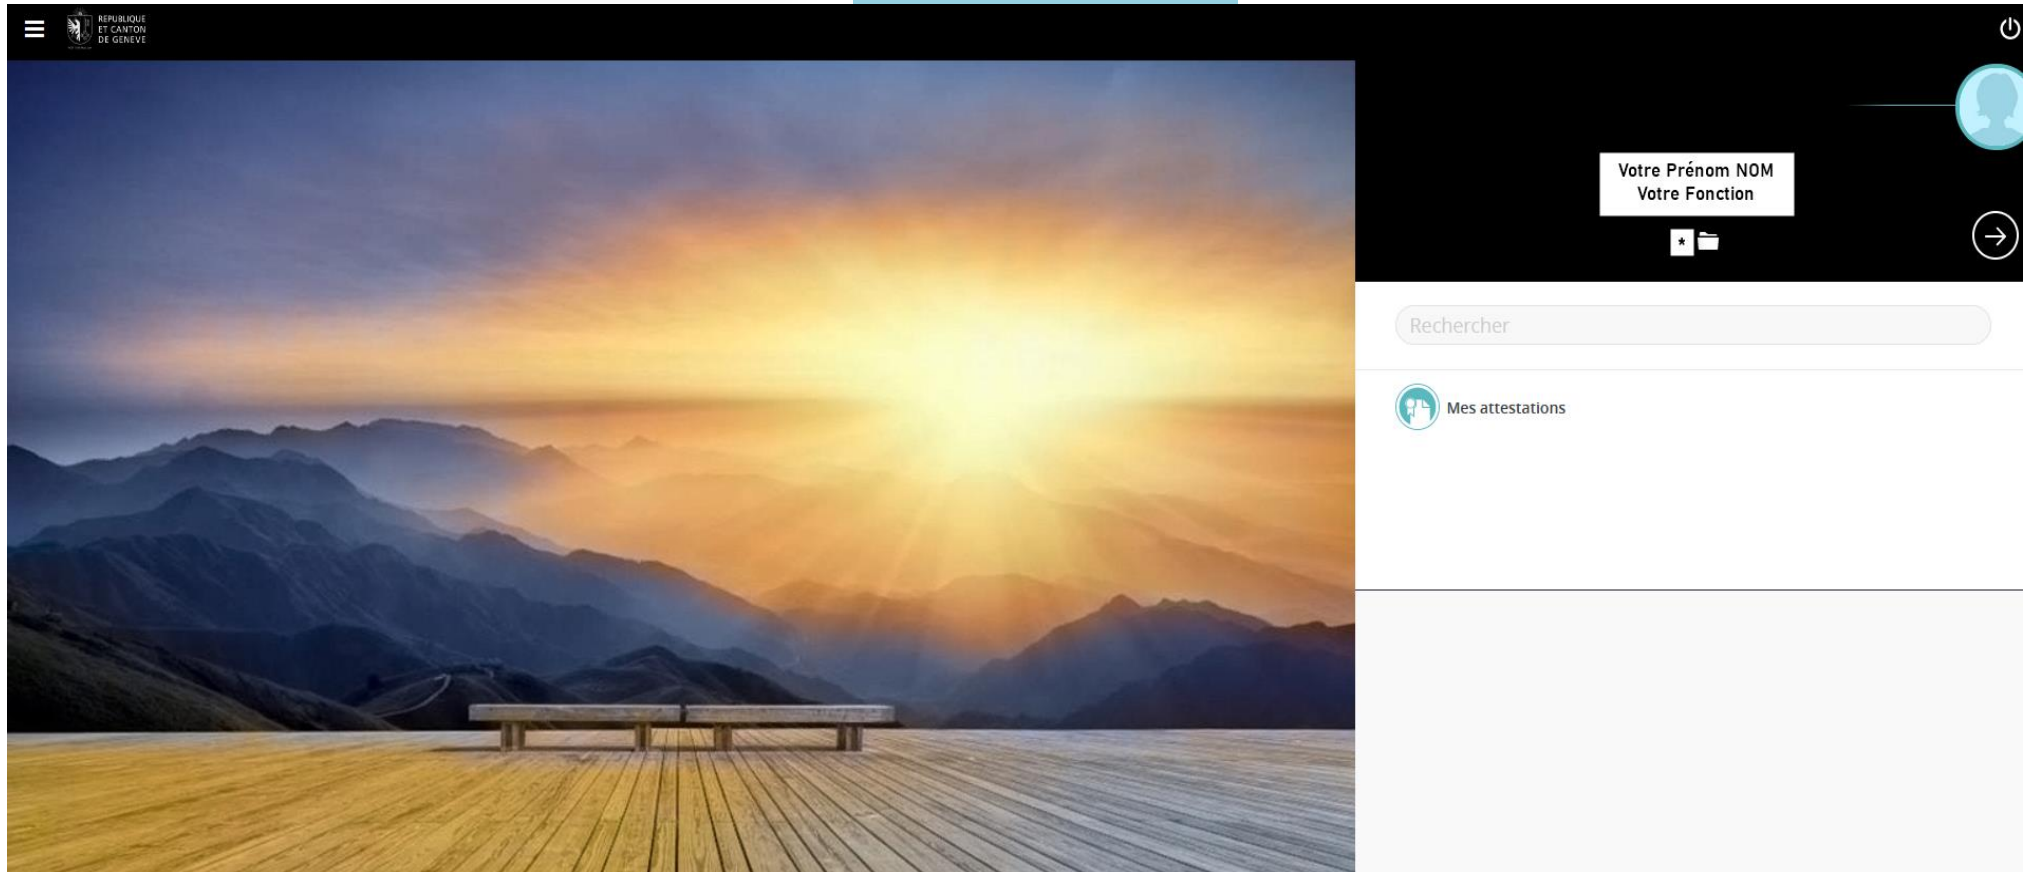 REPUBLIQUE
ET CANTON
DE GENEVE
Votre Prénom NOM
Votre Fonction
*
Rechercher
Mes attestations